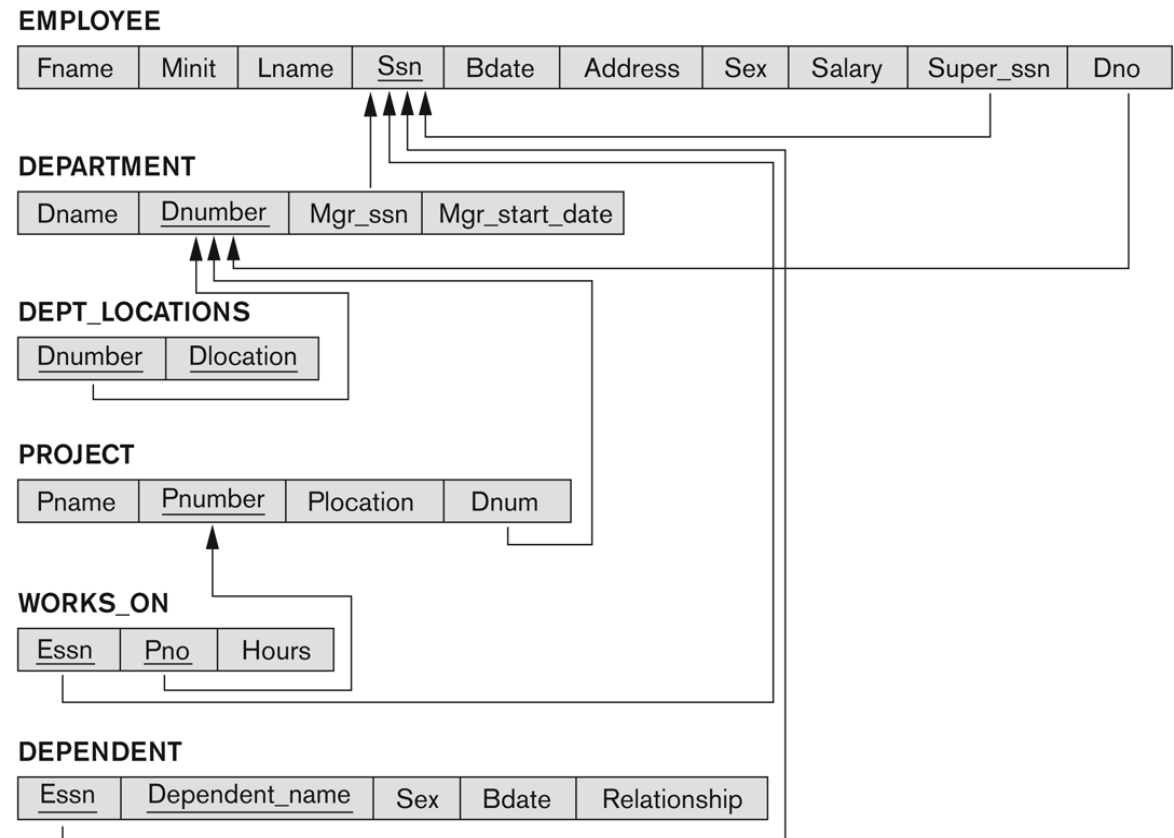 EMPLOYEE
Fname Minit Lname Ssn Bdate Address Sex Salary Super_ssn Dno
DEPARTMENT
Dname Dnumber Mgr_ssn Mgr_start_date
DEPT_LOCATIONS
Dnumber Dlocation
PROJECT
Pname Pnumber Plocation Dnum
WORKS_ON
Essn Pno Hours
DEPENDENT
Essn Dependent_name Sex Bdate Relationship